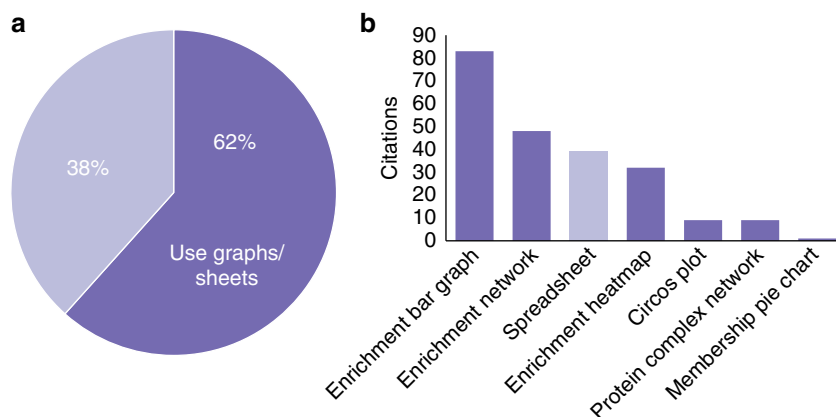 a
38%
62%
Use graphs/
sheets
b
Citations
90
80
70
60
50
40
30
20
10
0
Enrichment bar graph
Enrichment network
Spreadsheet
Enrichment heatmap
Circos plot
Protein complex network
Membership pie chart